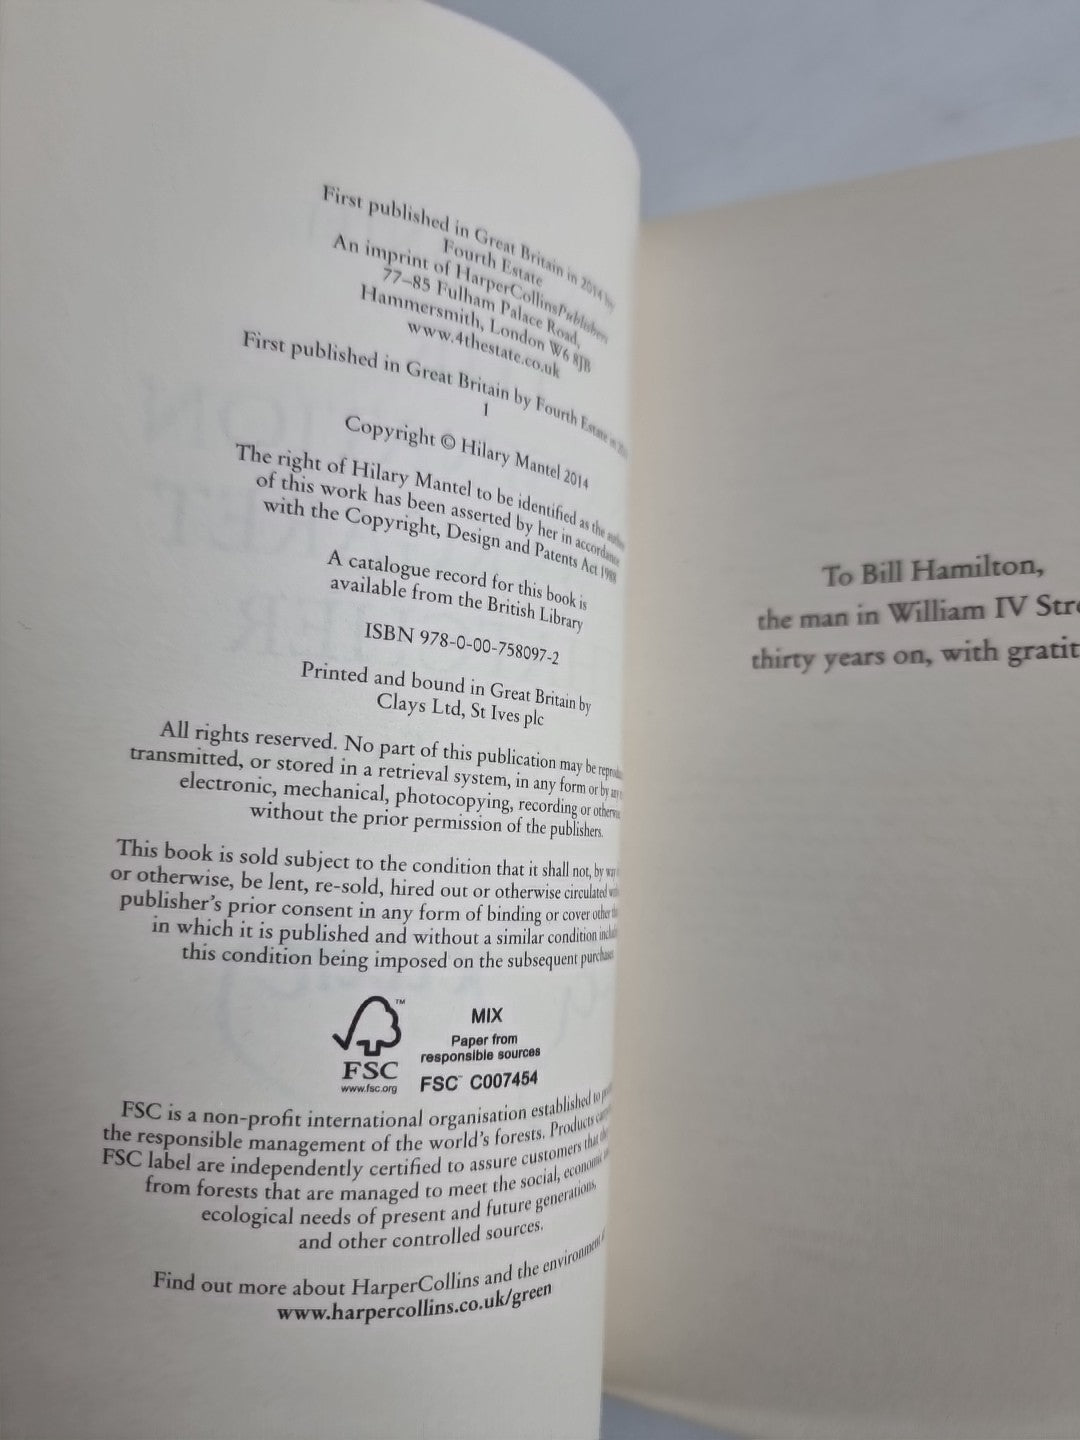 First published in Great Britain in 2014 by
Fourth Estate
An imprint of HarperCollinsPublishers
77–85 Fulham Palace Road,
Hammersmith, London W6 8JB
www.4thestate.co.uk
First published in Great Britain by Fourth Estate in
1
Copyright © Hilary Mantel 2014
The right of Hilary Mantel to be identified as the author
of this work has been asserted by her in accordance
with the Copyright, Design and Patents Act 1988
A catalogue record for this book is
available from the British Library
ISBN 978-0-00-758097-2
Printed and bound in Great Britain by
Clays Ltd, St Ives plc
All rights reserved. No part of this publication may be
transmitted, or stored in a retrieval system, in any form or by any
electronic, mechanical, photocopying, recording or
without the prior permission of the publishers.
This book is sold subject to the condition that it shall not, by way
or otherwise, be lent, re-sold, hired out or otherwise circulated
publisher's prior consent in any form of binding or cover other
in which it is published and without a similar condition
this condition being imposed on the subsequent
FSC™
www.fsc.org
MIX
Paper from
responsible sources
FSC™ C007454
FSC is a non-profit international organisation established to
the responsible management of the world's forests. Products
FSC label are independently certified to assure customers that
from forests that are managed to meet the social, economic
ecological needs of present and future generations,
and other controlled sources.
Find out more about HarperCollins and the environment
www.harpercollins.co.uk/green
To Bill Hamilton,
the man in William IV
thirty years on, with